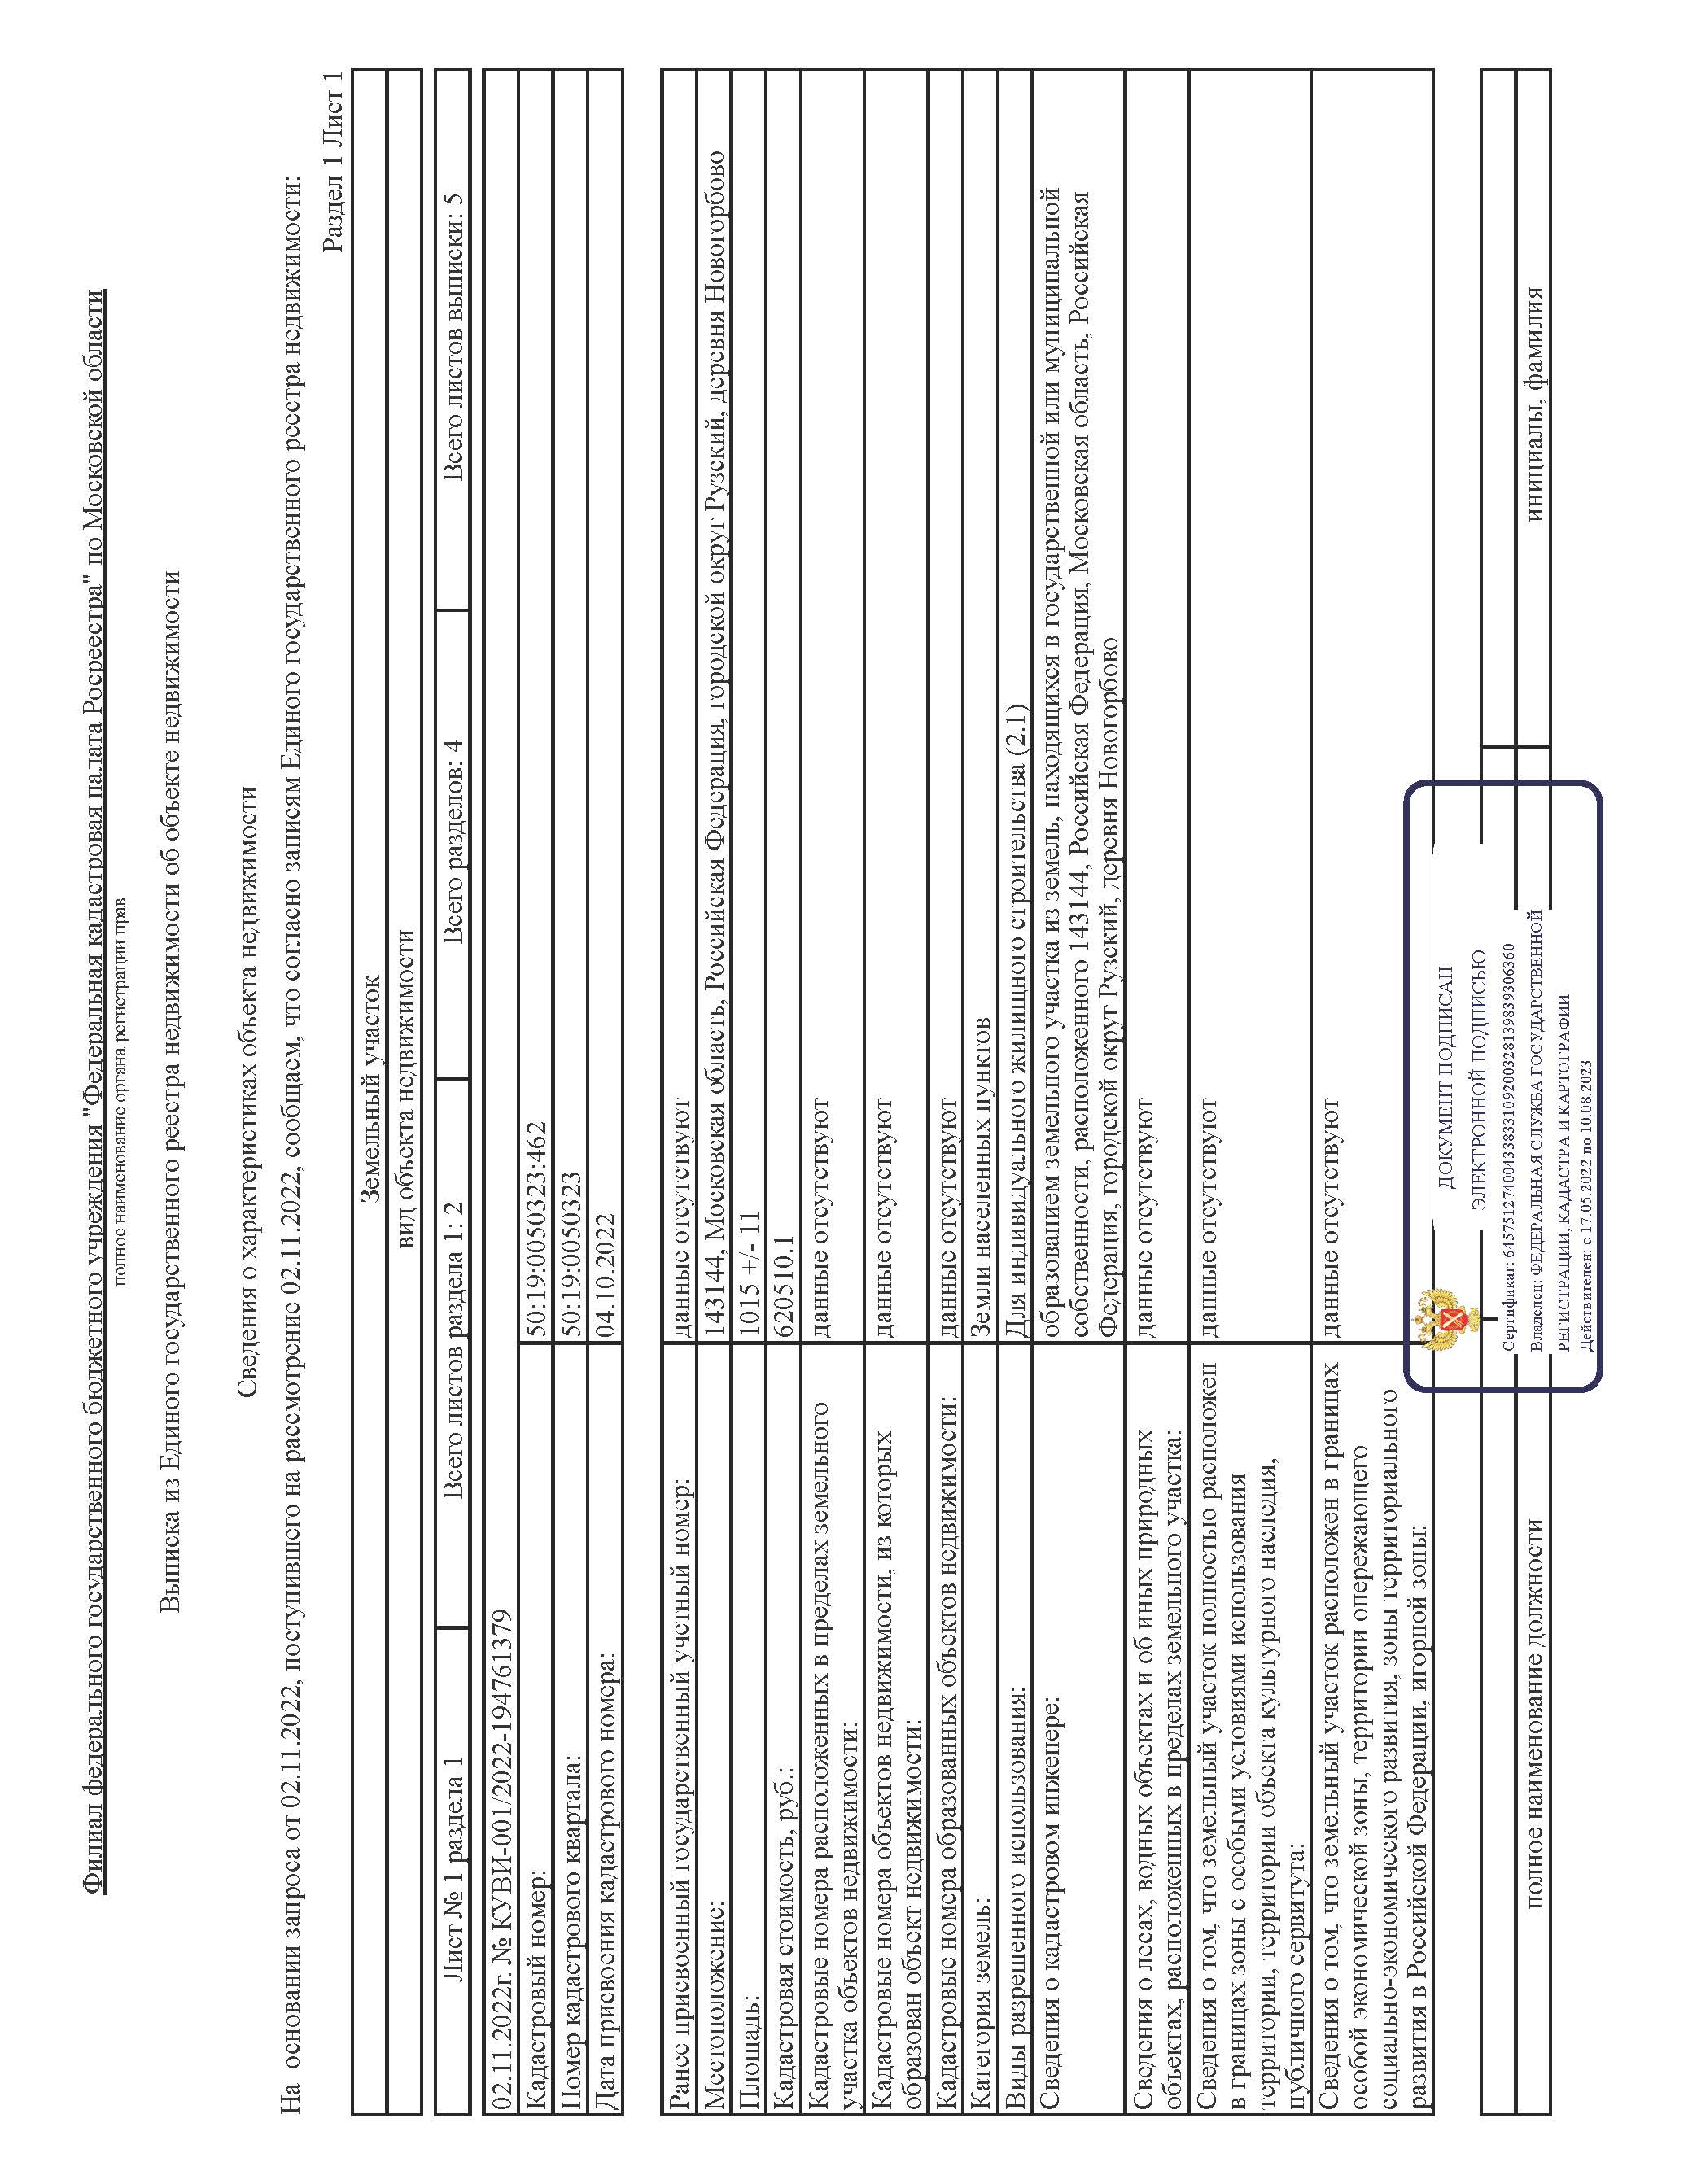 Филиал федерального государственного бюджетного учреждения "Федеральная кадастровая палата Росреестра" по Московской области
полное наименование органа регистрации прав
Выписка из Единого государственного реестра недвижимости об объекте недвижимости
Сведения о характеристиках объекта недвижимости
На основании запроса от 02.11.2022, поступившего на рассмотрение 02.11.2022, сообщаем, что согласно записям Единого государственного реестра недвижимости:
Раздел 1 Лист 1
Земельный участок
вид объекта недвижимости
Лист № 1 раздела 1
Всего листов раздела 1: 2
Всего разделов: 4
Всего листов выписки: 5
02.11.2022г. № КУВИ-001/2022-194761379
Кадастровый номер:
50:19:0050323:462
Номер кадастрового квартала:
50:19:0050323
Дата присвоения кадастрового номера:
04.10.2022
Ранее присвоенный государственный учетный номер:
данные отсутствуют
Местоположение:
143144, Московская область, Российская Федерация, городской округ Рузский, деревня Новогорбово
Площадь:
1015 +/- 11
Кадастровая стоимость, руб.:
620510.1
Кадастровые номера расположенных в пределах земельного
участка объектов недвижимости:
данные отсутствуют
Кадастровые номера объектов недвижимости, из которых
образован объект недвижимости:
данные отсутствуют
Кадастровые номера образованных объектов недвижимости:
данные отсутствуют
Категория земель:
Земли населенных пунктов
Виды разрешенного использования:
Для индивидуального жилищного строительства (2.1)
Сведения о кадастровом инженере:
образованием земельного участка из земель, находящихся в государственной или муниципальной
собственности, расположенного 143144, Российская Федерация, Московская область, Российская
Федерация, городской округ Рузский, деревня Новогорбово
Сведения о лесах, водных объектах и об иных природных
объектах, расположенных в пределах земельного участка:
данные отсутствуют
Сведения о том, что земельный участок полностью расположен
в границах зоны с особыми условиями использования
территории, территории объекта культурного наследия,
публичного сервитута:
данные отсутствуют
Сведения о том, что земельный участок расположен в границах
особой экономической зоны, территории опережающего
социально-экономического развития, зоны территориального
развития в Российской Федерации, игорной зоны:
данные отсутствуют
ДОКУМЕНТ ПОДПИСАН
ЭЛЕКТРОННОЙ ПОДПИСЬЮ
Сертификат: 64575127400433833109200328139839306360
Владелец: ФЕДЕРАЛЬНАЯ СЛУЖБА ГОСУДАРСТВЕННОЙ
РЕГИСТРАЦИИ, КАДАСТРА И КАРТОГРАФИИ
Действителен: с 17.05.2022 по 10.08.2023
полное наименование должности
инициалы, фамилия